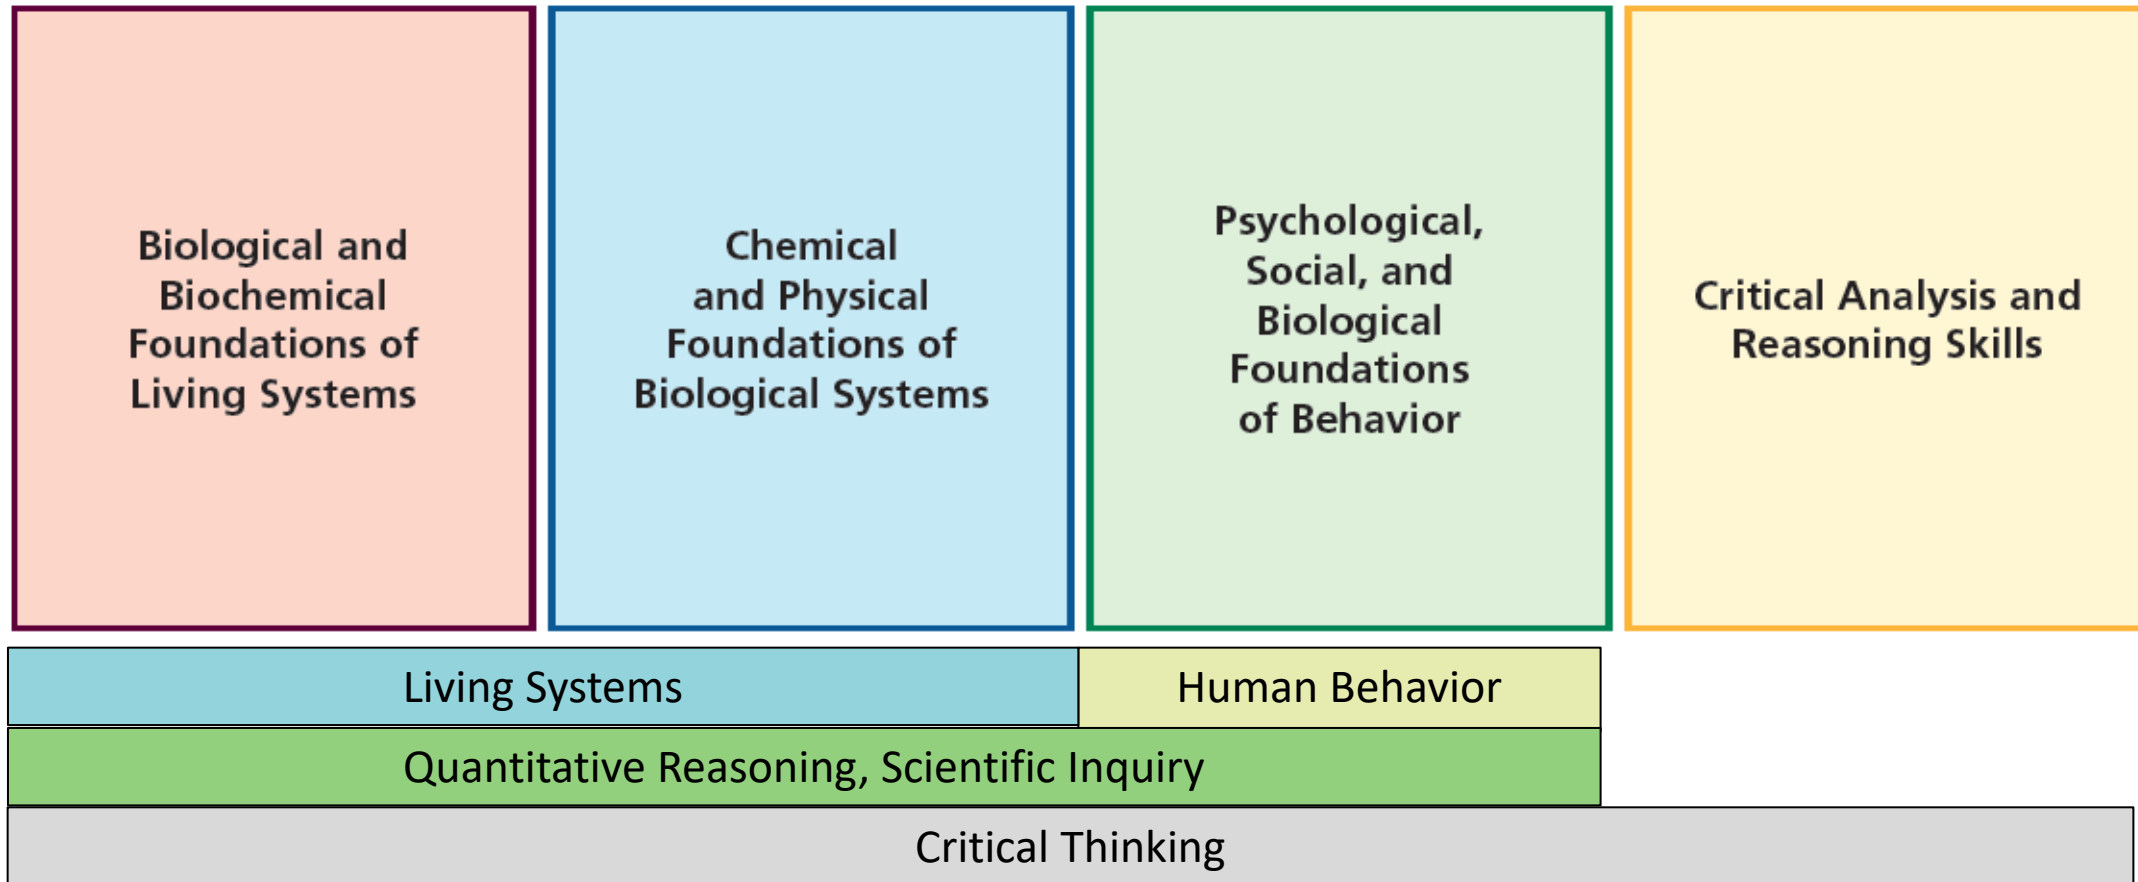 Biological and
Biochemical
Foundations of
Living Systems
Chemical
and Physical
Foundations of
Biological Systems
Psychological,
Social, and
Biological
Foundations
of Behavior
Critical Analysis and
Reasoning Skills
Living Systems
Human Behavior
Quantitative Reasoning, Scientific Inquiry
Critical Thinking